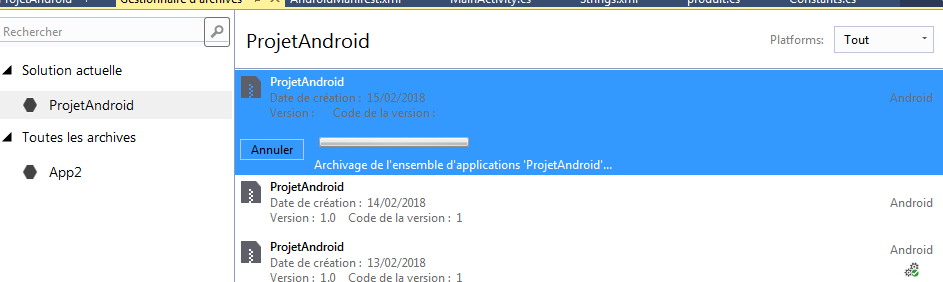 ProjetAndroid Gestionnaire d'archives AndroidManifest.xml MainActivity.cs Strings.xml produit.cs Constants.cs
Rechercher
Solution actuelle
ProjetAndroid
Toutes les archives
App2
ProjetAndroid
Platforms: Tout
ProjetAndroid
Date de création : 15/02/2018
Android
Version : Code de la version :
Annuler
Archivage de l'ensemble d'applications 'ProjetAndroid'...
ProjetAndroid
Date de création : 14/02/2018
Android
Version : 1.0 Code de la version : 1
ProjetAndroid
Android
Date de création : 13/02/2018
Version : 1.0 Code de la version : 1